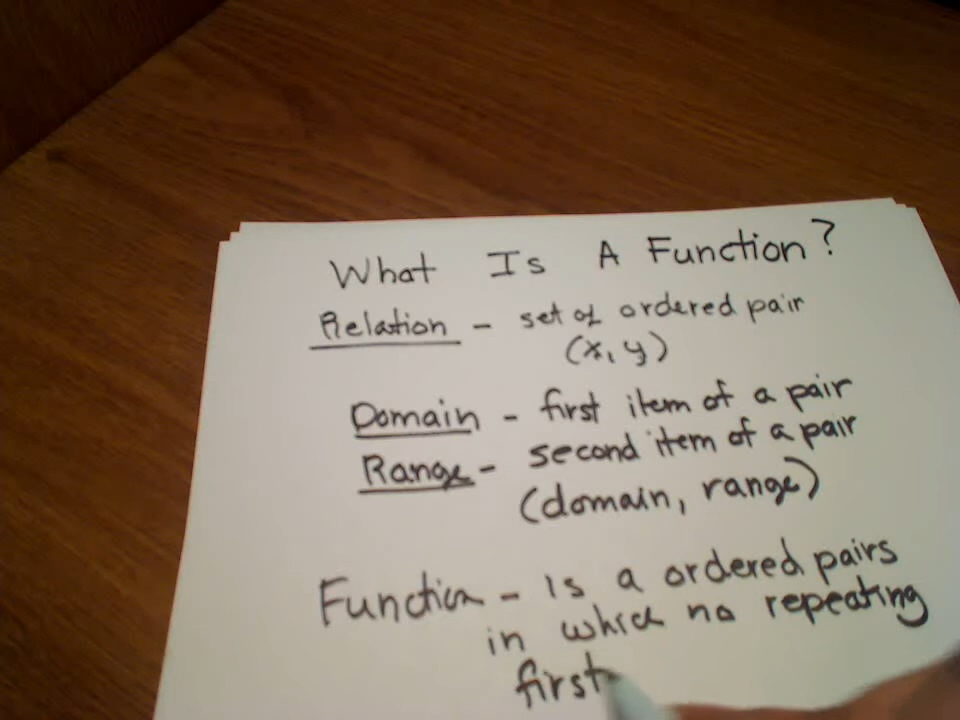 What Is A Function?
Relation - set of ordered pair
(x, y)
Domain - first item of a pair
Range - second item of a pair
(domain, range)
Function - is a ordered pairs
in which no repeating
first